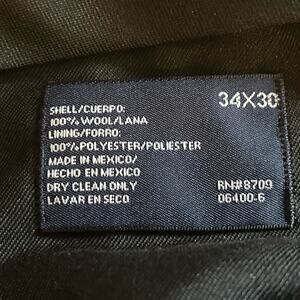 34X30
SHELL/CUERPO:
100% WOOL/LANA
LINING/FORRO:
100% POLYESTER/POLIESTER
MADE IN MEXICO/
HECHO EN MEXICO
DRY CLEAN ONLY
LAVAR EN SECO
RN#8709
06400-6